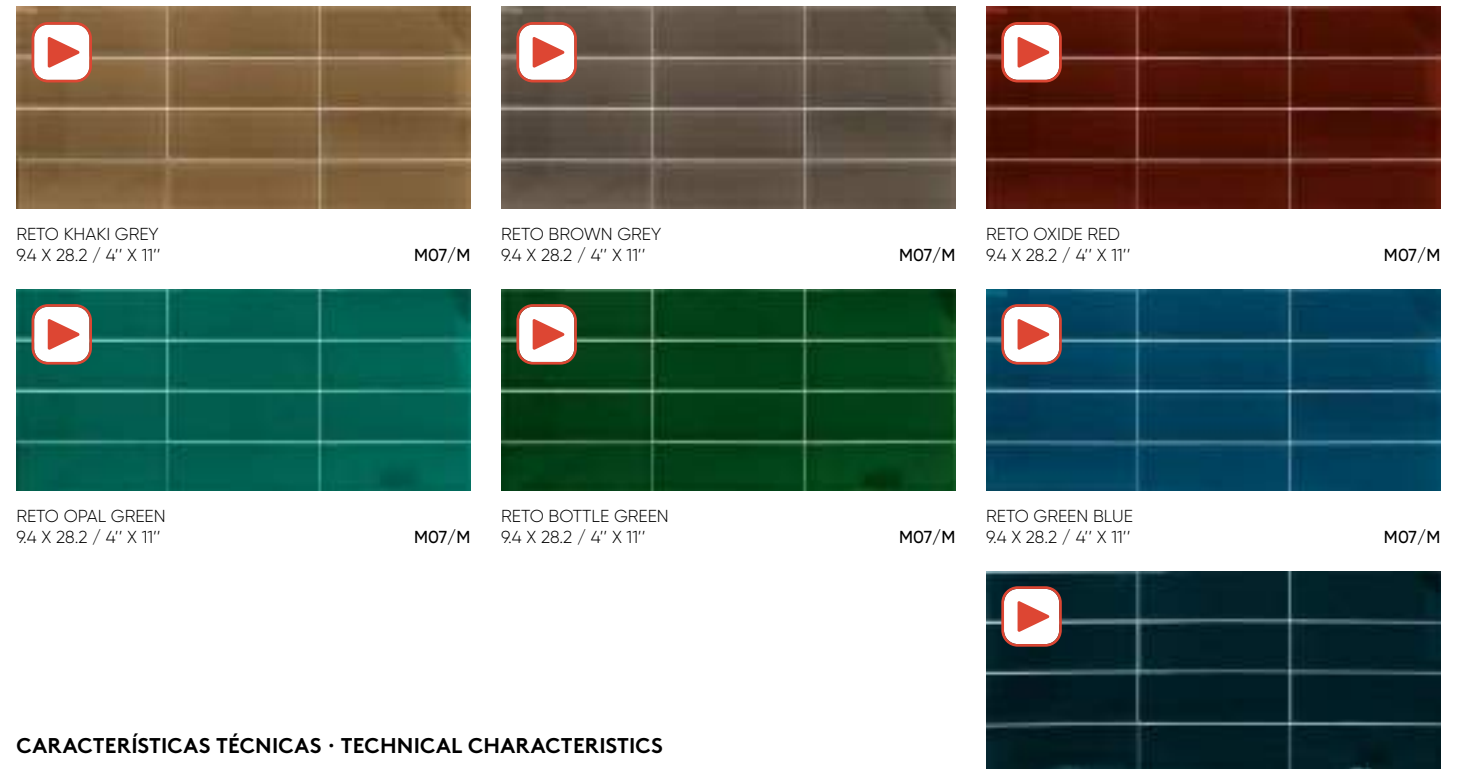 RETO KHAKI GREY
9.4 X 28.2 / 4’’ X 11’’ M07/M
RETO BROWN GREY
9.4 X 28.2 / 4’’ X 11’’ M07/M
RETO OXIDE RED
9.4 X 28.2 / 4’’ X 11’’ M07/M
RETO OPAL GREEN
9.4 X 28.2 / 4’’ X 11’’ M07/M
RETO BOTTLE GREEN
9.4 X 28.2 / 4’’ X 11’’ M07/M
RETO GREEN BLUE
9.4 X 28.2 / 4’’ X 11’’ M07/M
CARACTERÍSTICAS TÉCNICAS · TECHNICAL CHARACTERISTICS